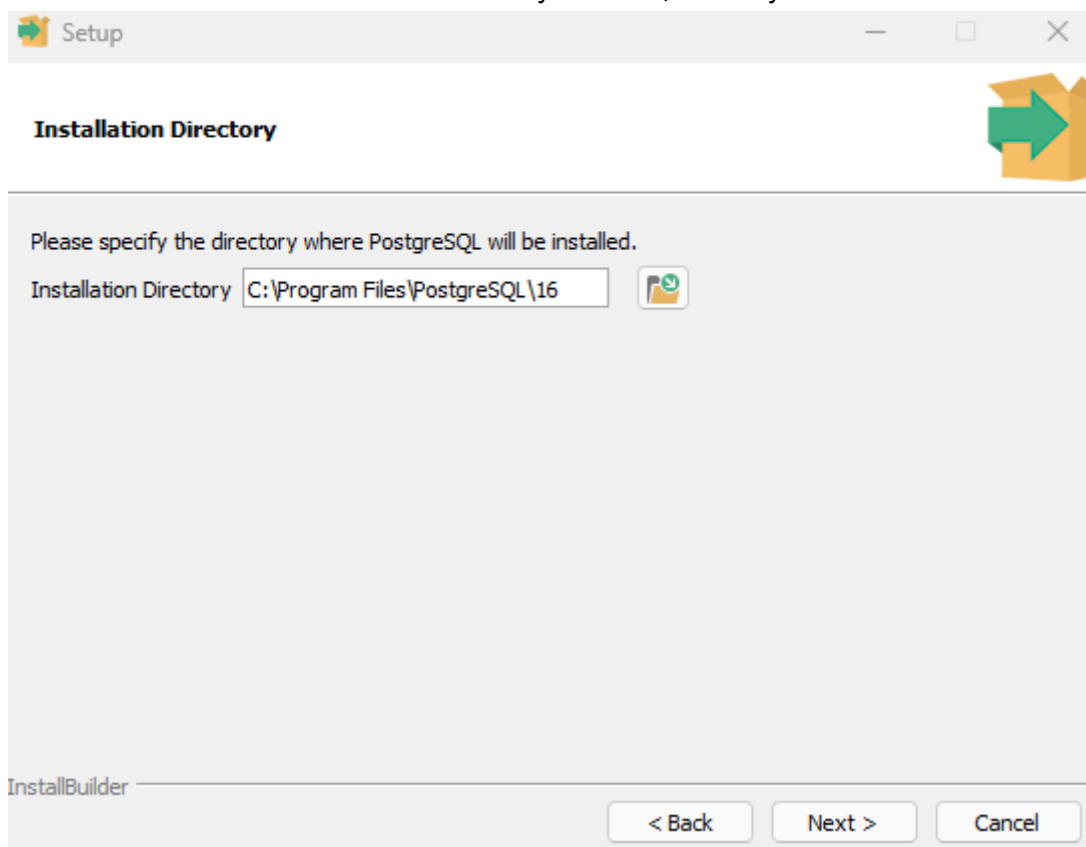 Setup
Installation Directory
Please specify the directory where PostgreSQL will be installed.
Installation Directory C:\Program Files\PostgreSQL\16
InstallBuilder
< Back Next > Cancel